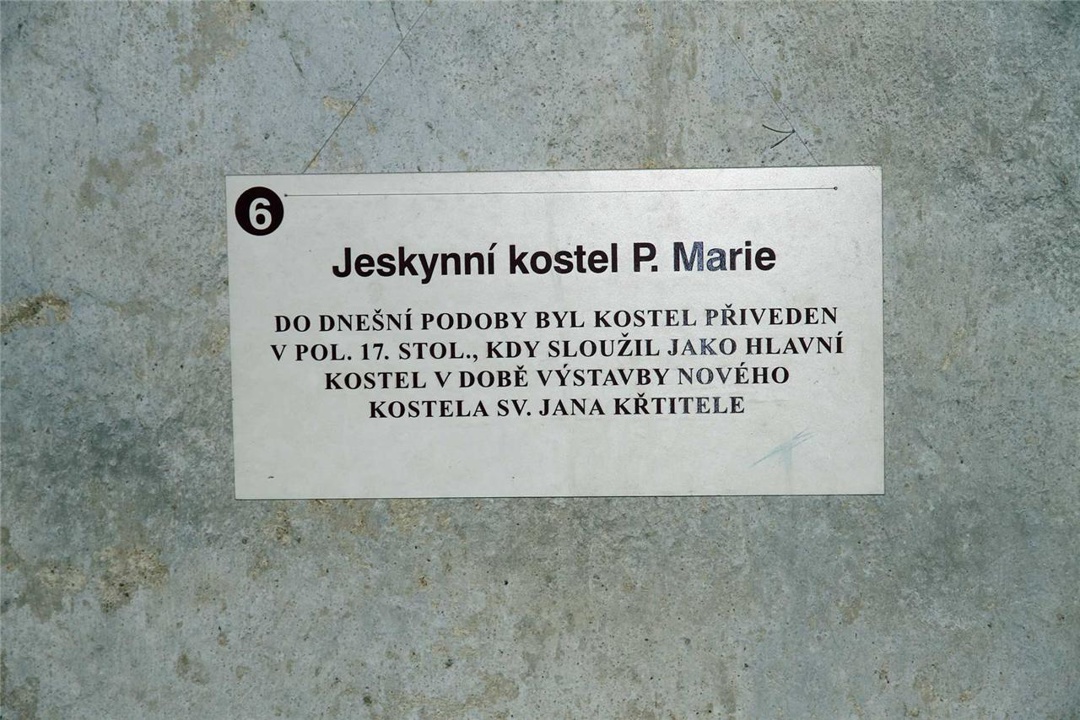 6
Jeskynní kostel P. Marie
DO DNEŠNÍ PODOBY BYL KOSTEL PŘIVEDEN
V POL. 17. STOL., KDY SLOUŽIL JAKO HLAVNÍ
KOSTEL V DOBĚ VÝSTAVBY NOVÉHO
KOSTELA SV. JANA KŘTITELE